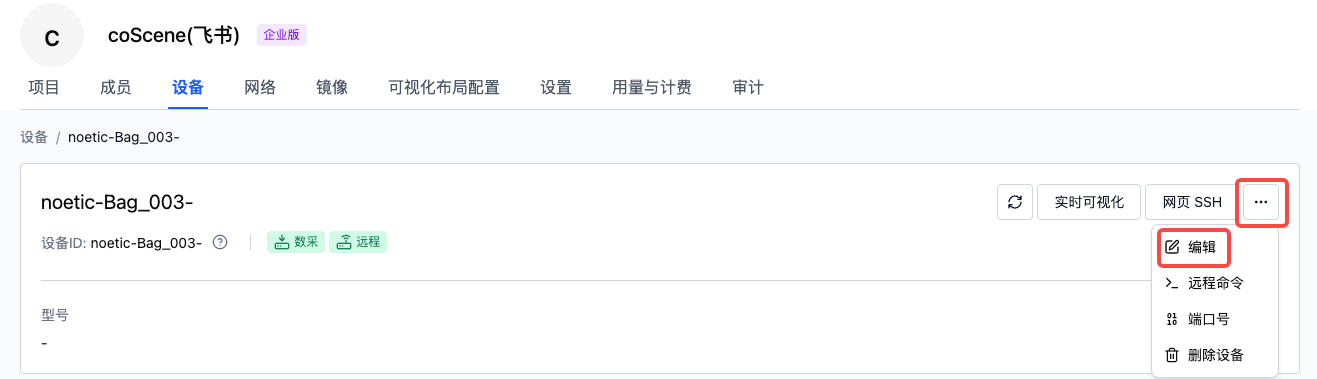 C
coScene(飞书) 企业版
项目 成员 设备 网络 镜像 可视化布局配置 设置 用量与计费 审计
设备 / noetic-Bag_003-
noetic-Bag_003- 实时可视化 网页 SSH ...
设备ID: noetic-Bag_003- ? 数采 远程
编辑
远程命令
端口号
删除设备
型号
-